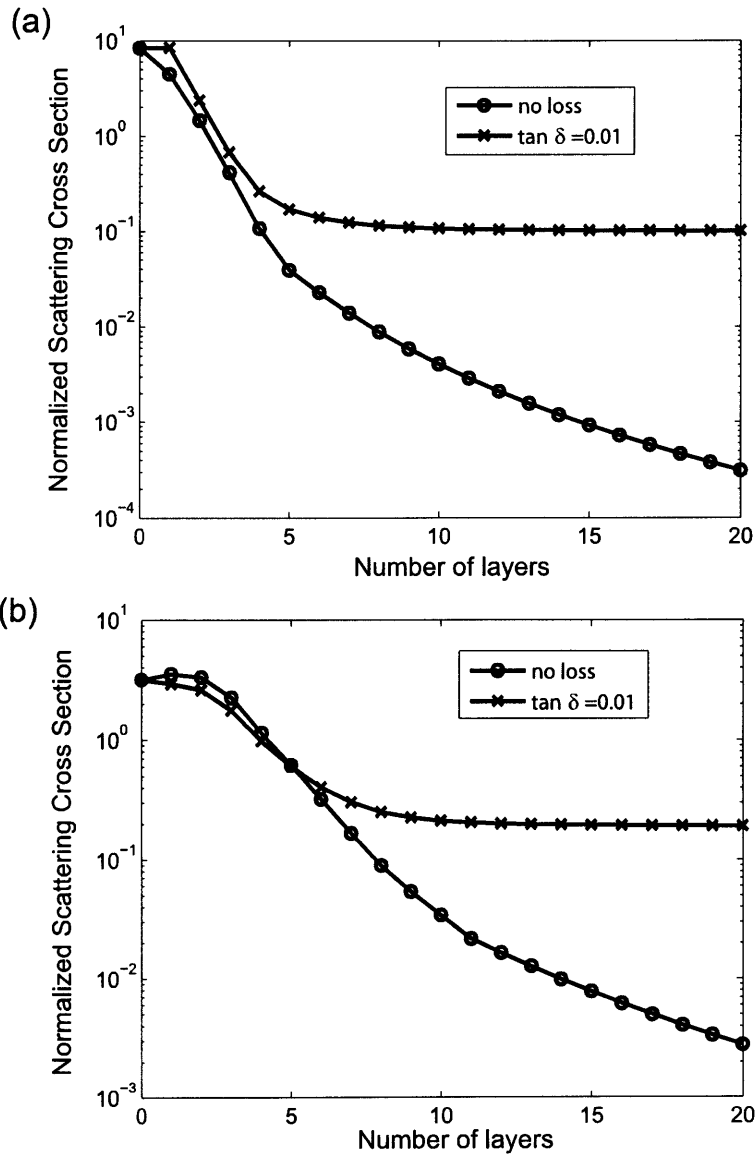 (a)
Normalized Scattering Cross Section
10^1
10^0
10^−1
10^−2
10^−3
10^−4
no loss
tan δ =0.01
0 5 10 15 20
Number of layers
(b)
Normalized Scattering Cross Section
10^1
10^0
10^−1
10^−2
10^−3
no loss
tan δ =0.01
0 5 10 15 20
Number of layers